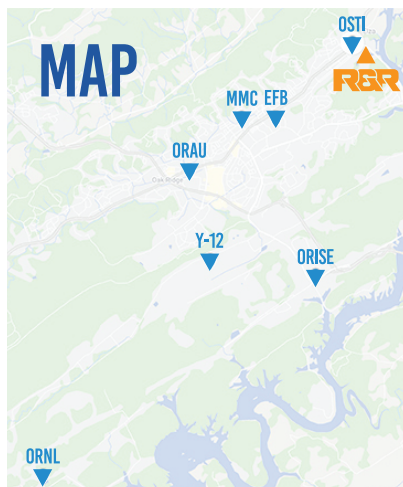 OSTI
MAP
R&R
MMC EFB
ORAU
Oak Ridge
Y-12
ORISE
ORNL